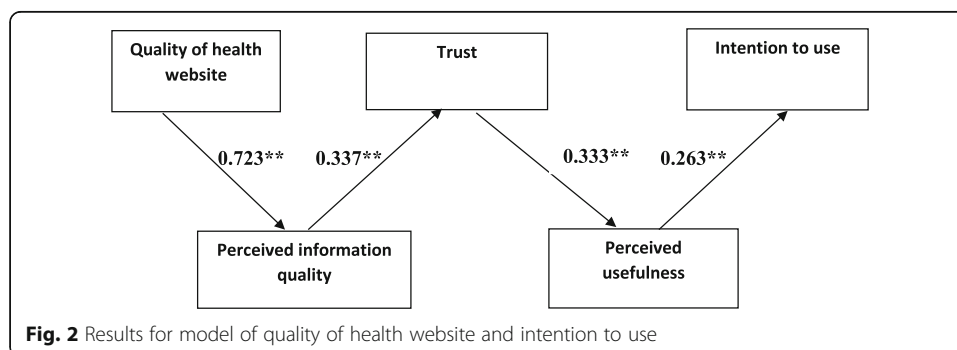 Quality of health
website
Trust
Intention to use
0.723**
0.337**
0.333**
0.263**
Perceived information
quality
Perceived
usefulness
Fig. 2 Results for model of quality of health website and intention to use